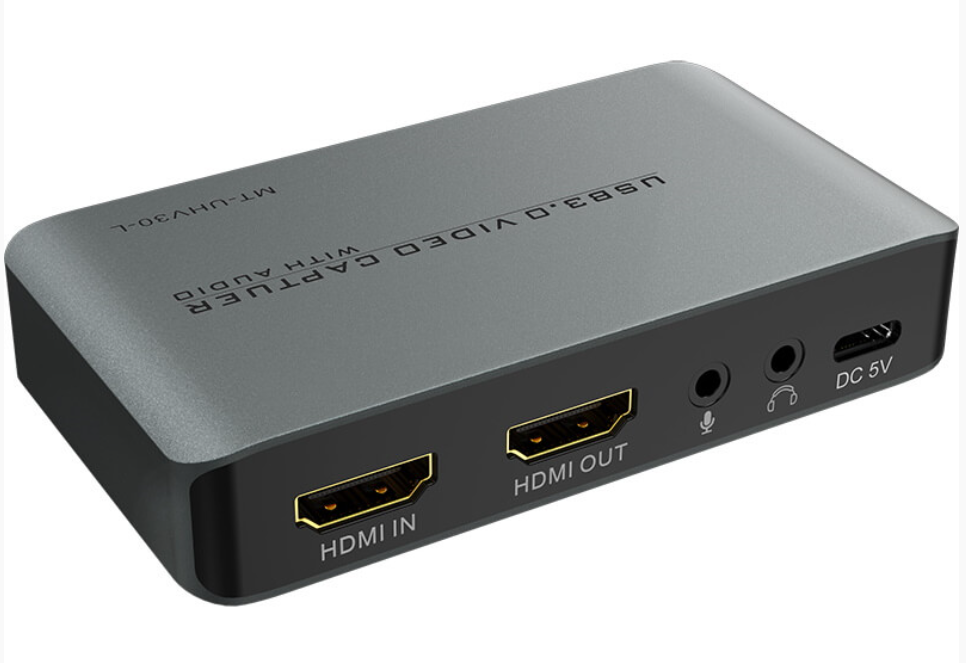 USB3.0 VIDEO CAPTUER
WITH AUDIO
MT-UHV30-L
HDMI IN
HDMI OUT
DC 5V